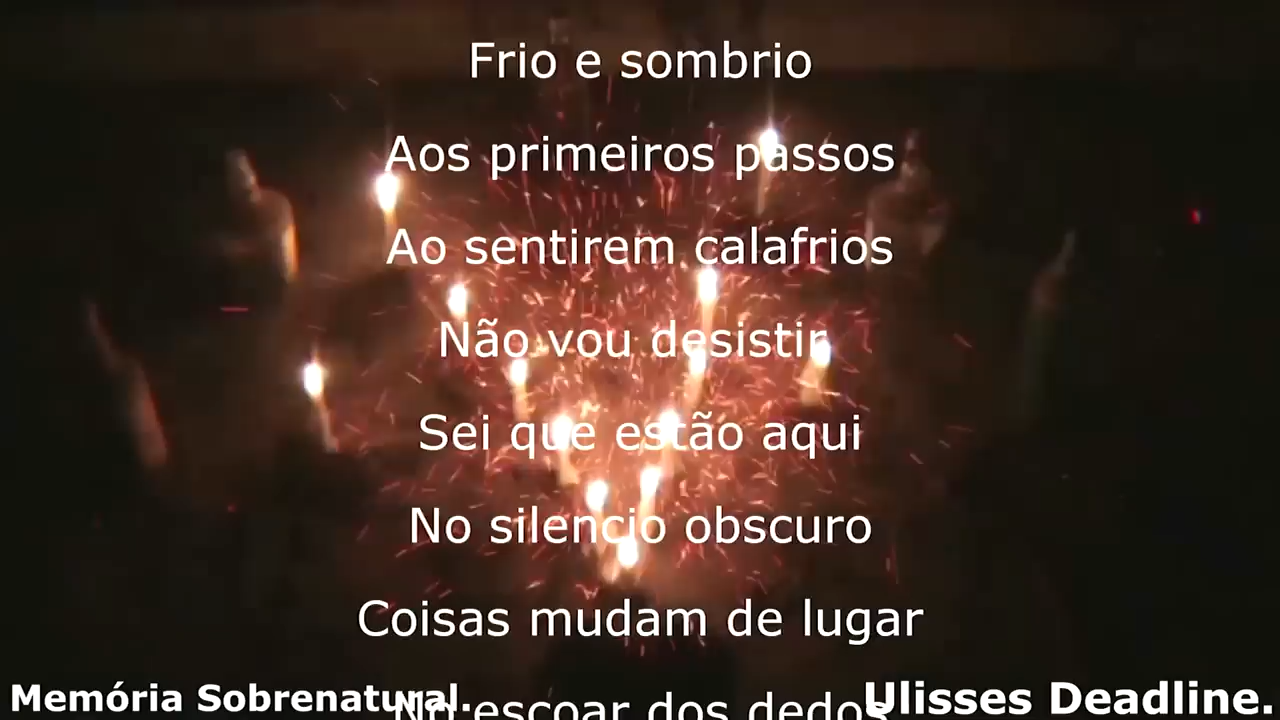 Frio e sombrio
Aos primeiros passos
Ao sentirem calafrios
Não vou desistir
Sei que estão aqui
No silencio obscuro
Coisas mudam de lugar
No escoar dos dedos
Memória Sobrenatural.
Ulisses Deadline.